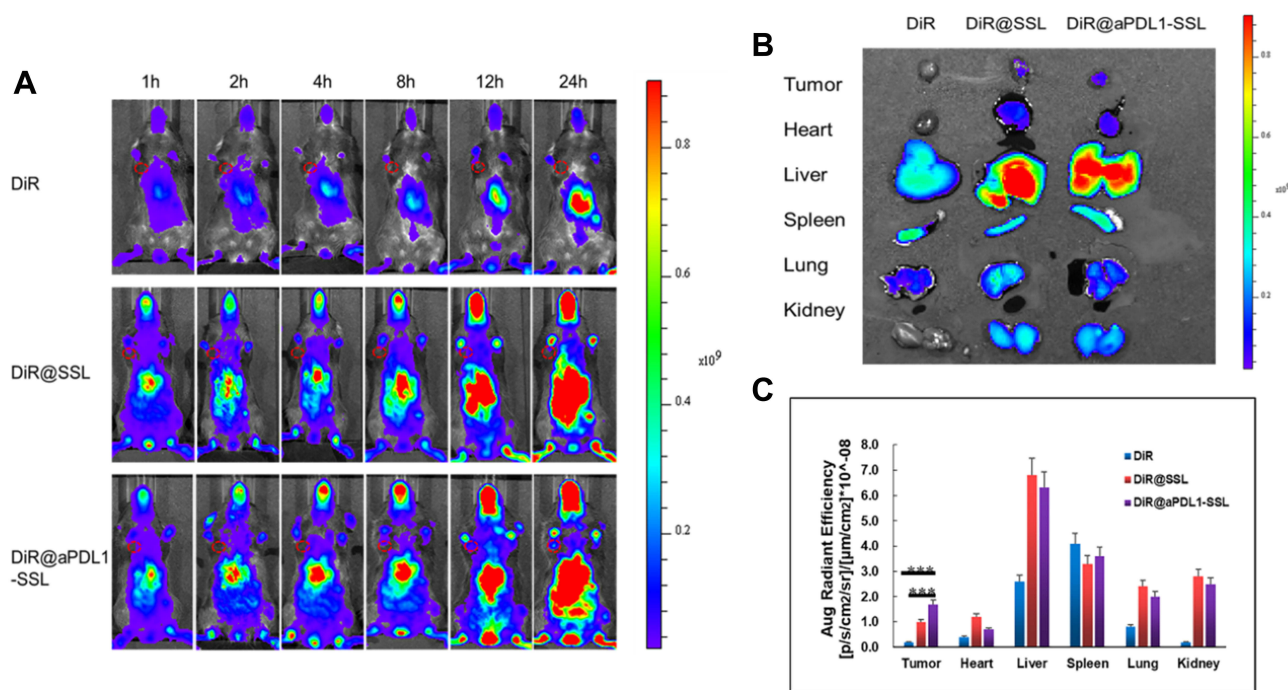 A
1h 2h 4h 8h 12h 24h
DiR
DiR@SSL
DiR@aPDL1
-SSL
0.8
0.6
x10^9
0.4
0.2
B
DiR DiR@SSL DiR@aPDL1-SSL
Tumor
Heart
Liver
Spleen
Lung
Kidney
0.8
0.6
0.4
0.2
C
Aug Radiant Efficiency
[p/s/cm2/sr]/[μm/cm2]*10^-08
8.0
7.0
6.0
5.0
4.0
3.0
2.0
1.0
0.0
DiR
DiR@SSL
DiR@aPDL1-SSL
***
***
Tumor Heart Liver Spleen Lung Kidney